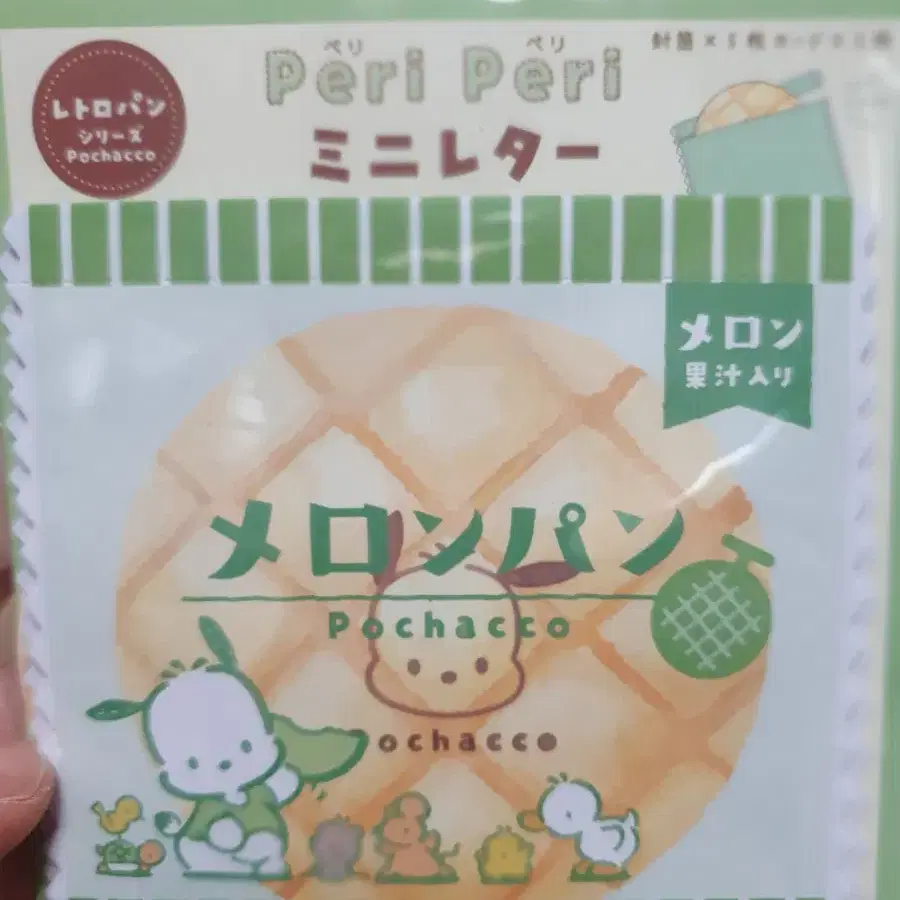 レトロパン
シリーズ
Pochacco
ペリ ペリ
Peri Peri
ミニレター
メロン
果汁入り
メロンパン
Pochacco
ochacco